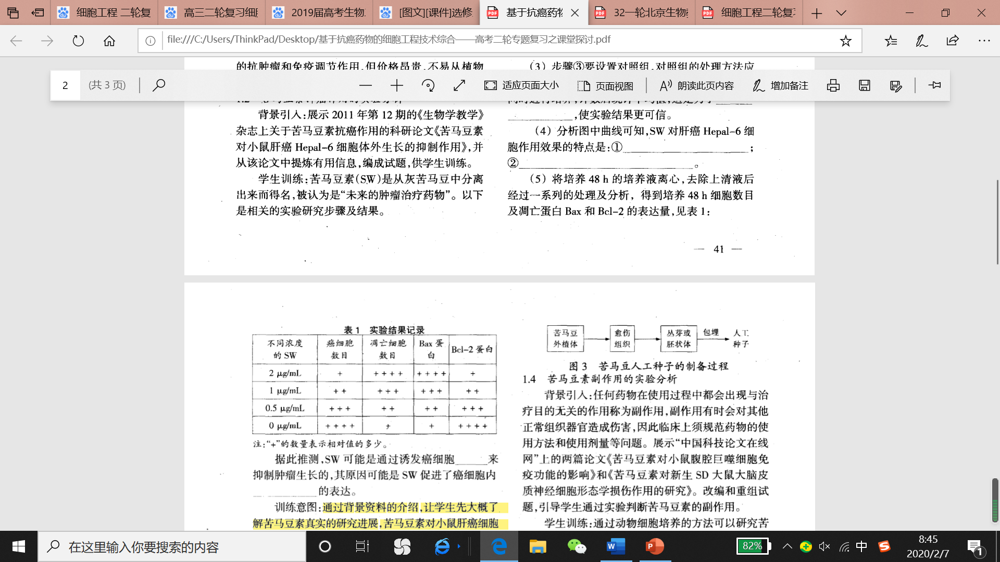 细胞工程 二轮复
高三二轮复习细胞
2019届高考生物
[图文][课件]选修
基于抗癌药物
32一轮北京生物
细胞工程二轮复习
file:///C:/Users/ThinkPad/Desktop/基于抗癌药物的细胞工程技术综合——高考二轮专题复习之课堂探讨.pdf
2 (共 3 页)
适应页面大小
页面视图
朗读此页内容
增加备注
的抗肿瘤和免疫调节作用,但价格昂贵,不易从植物
背景引入:展示 2011 年第 12 期的《生物学教学》
杂志上关于苦马豆素抗癌作用的科研论文《苦马豆素
对小鼠肝癌 Hepal-6 细胞体外生长的抑制作用》,并
从该论文中提炼有用信息,编成试题,供学生训练。
学生训练:苦马豆素(SW)是从灰苦马豆中分离
出来而得名,被认为是“未来的肿瘤治疗药物”。以下
是相关的实验研究步骤及结果。
(3) 步骤③要设置对照组,对照组的处理方法应
____________,使实验结果更可信。
(4) 分析图中曲线可知,SW 对肝癌 Hepal-6 细
胞作用效果的特点是:①________________________;
②________________________________。
(5) 将培养 48 h 的培养液离心,去除上清液后
经过一系列的处理及分析, 得到培养 48 h 细胞数目
及凋亡蛋白 Bax 和 Bcl-2 的表达量,见表 1:
— 41 —
表 1 实验结果记录
不同浓度的 SW 癌细胞数目 凋亡细胞数目 Bax 蛋白 Bcl-2 蛋白
2 μg/mL + ++++ ++++ +
1 μg/mL ++ +++ +++ ++
0.5 μg/mL +++ ++ ++ +++
0 μg/mL ++++ + + ++++
注:“+”的数量表示相对值的多少。
据此推测,SW 可能是通过诱发癌细胞______来
抑制肿瘤生长的,其原因可能是 SW 促进了癌细胞内
____________的表达。
训练意图:通过背景资料的介绍,让学生先大概了
解苦马豆素真实的研究进展,苦马豆素对小鼠肝癌细胞
苦马豆外植体 愈伤组织 丛芽或胚状体 包埋 人工种子
图 3 苦马豆人工种子的制备过程
1.4 苦马豆素副作用的实验分析
背景引入:任何药物在使用过程中都会出现与治
疗目的无关的作用称为副作用,副作用有时会对其他
正常组织器官造成伤害,因此临床上须规范药物的使
用方法和使用剂量等问题。展示“中国科技论文在线
网”上的两篇论文《苦马豆素对小鼠腹腔巨噬细胞免
疫功能的影响》和《苦马豆素对新生 SD 大鼠大脑皮
质神经细胞形态学损伤作用的研究》。改编和重组试
题,引导学生通过实验判断苦马豆素的副作用。
学生训练:通过动物细胞培养的方法可以研究苦
在这里输入你要搜索的内容
82%
中
8:45
2020/2/7
1